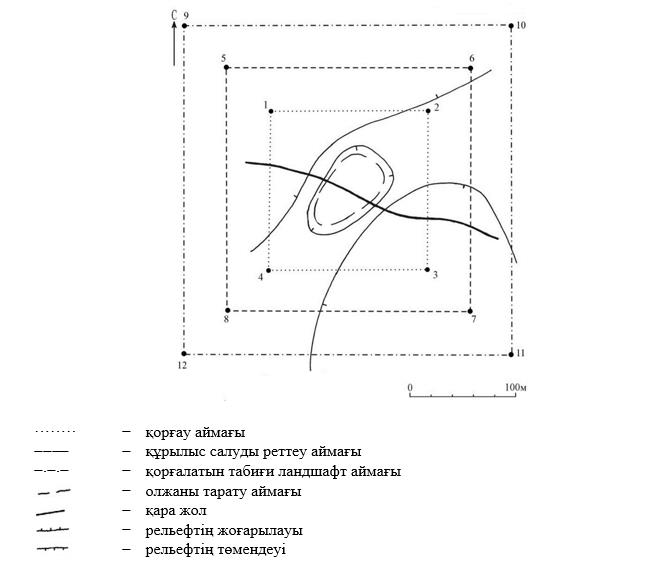 С 9
10
5
6
1
2
4
3
8
7
12
11
0
100м
– қорғау аймағы
– құрылыс салуды реттеу аймағы
– қорғалатын табиғи ландшафт аймағы
– олжаны тарату аймағы
– қара жол
– рельефтің жоғарылауы
– рельефтің төмендеуі